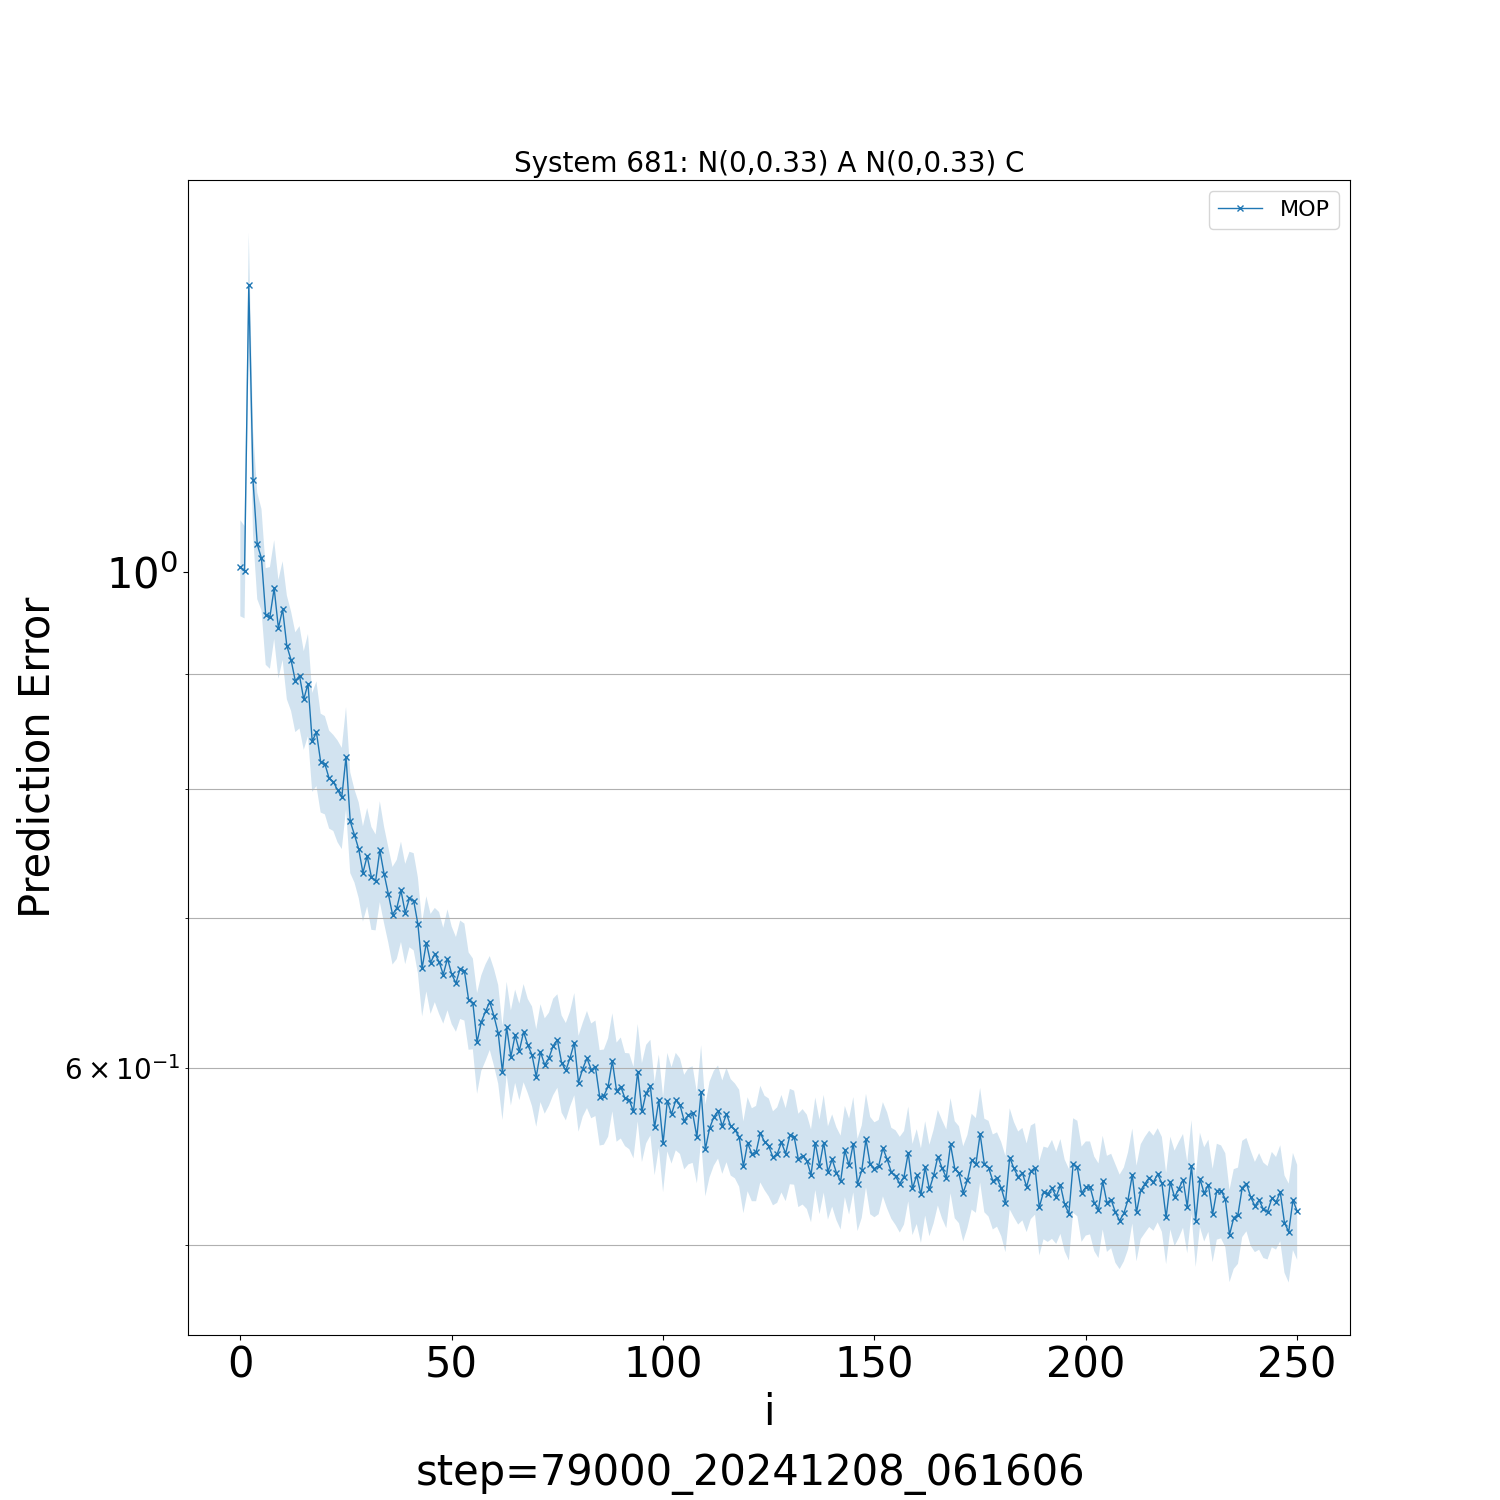 System 681: N(0,0.33) A N(0,0.33) C
MOP
10⁰
6 × 10⁻¹
Prediction Error
0 50 100 150 200 250
i
step=79000_20241208_061606